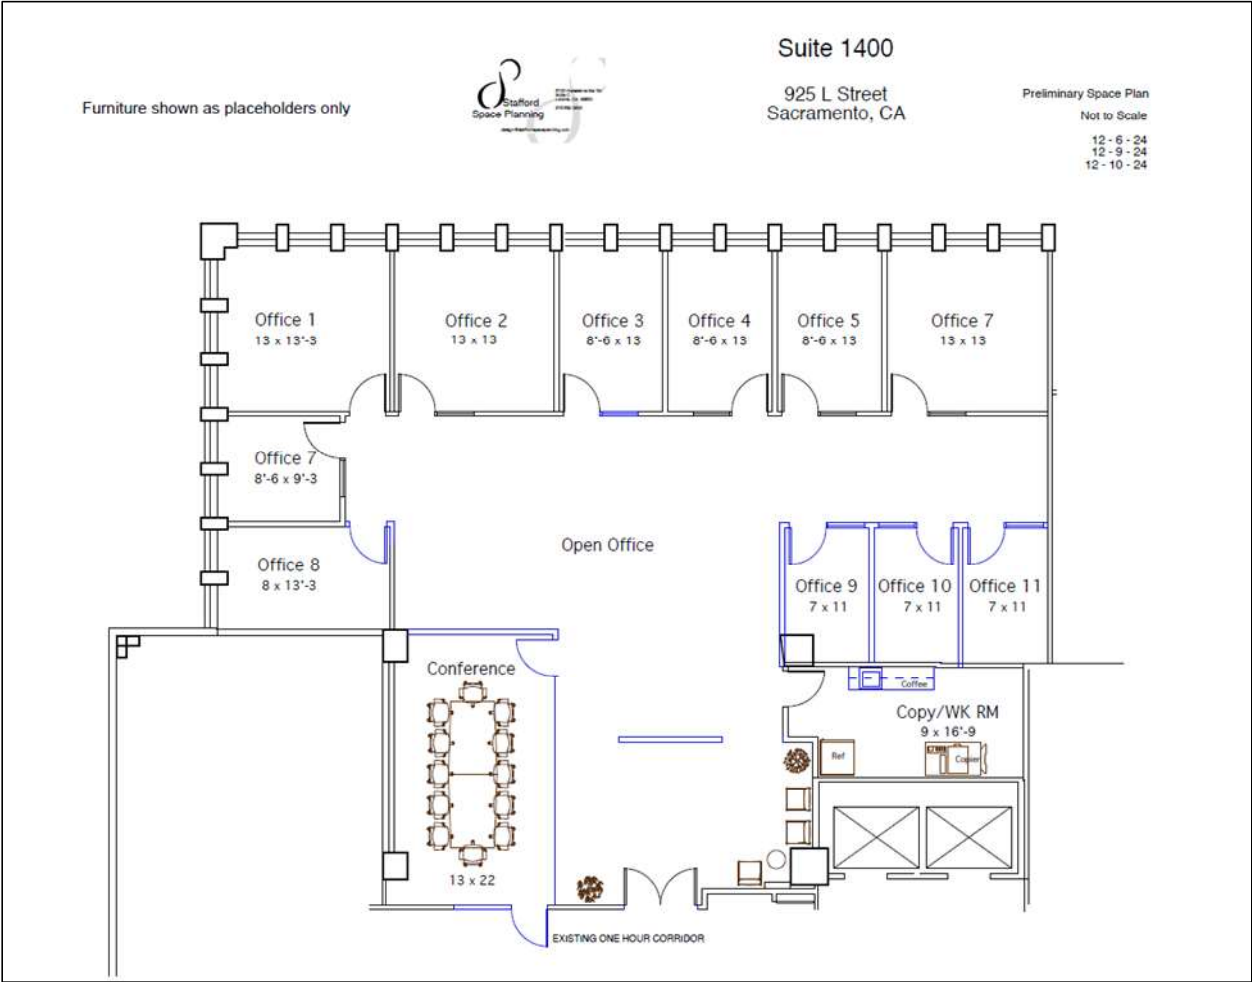 Suite 1400
925 L Street
Sacramento, CA
Furniture shown as placeholders only
Stafford
Space Planning
Preliminary Space Plan
Not to Scale
12 - 6 - 24
12 - 9 - 24
12 - 10 - 24
Office 1
13 x 13'-3
Office 2
13 x 13
Office 3
8'-6 x 13
Office 4
8'-6 x 13
Office 5
8'-6 x 13
Office 7
13 x 13
Office 7
8'-6 x 9'-3
Office 8
8 x 13'-3
Open Office
Office 9
7 x 11
Office 10
7 x 11
Office 11
7 x 11
Conference
13 x 22
Coffee
Copy/WK RM
9 x 16'-9
Ref
Copier
EXISTING ONE HOUR CORRIDOR